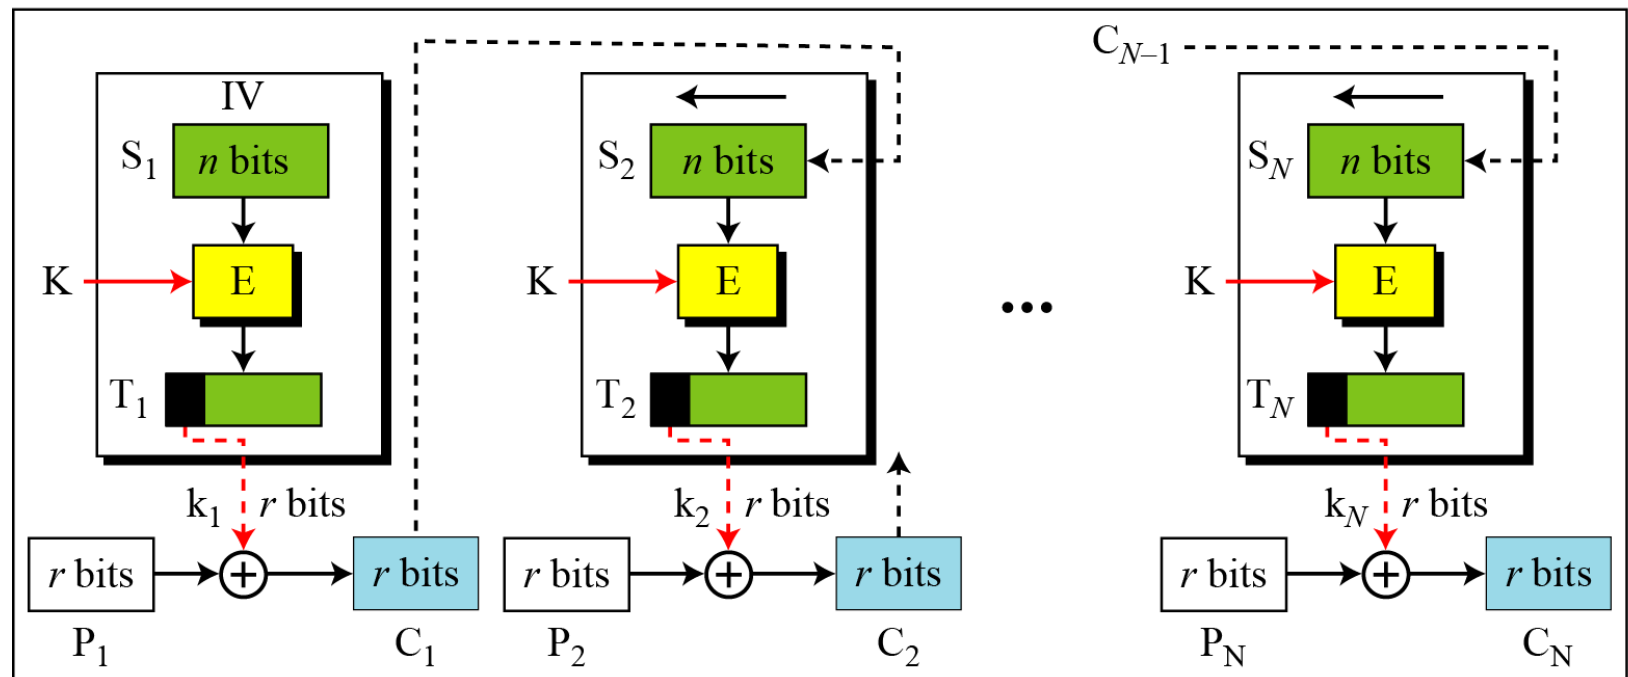 C_{N–1}
IV
S_1 n bits
S_2 n bits
S_N n bits
K E
K E
K E
...
T_1
T_2
T_N
k_1 r bits
k_2 r bits
k_N r bits
r bits + r bits
r bits + r bits
r bits + r bits
P_1 C_1
P_2 C_2
P_N C_N